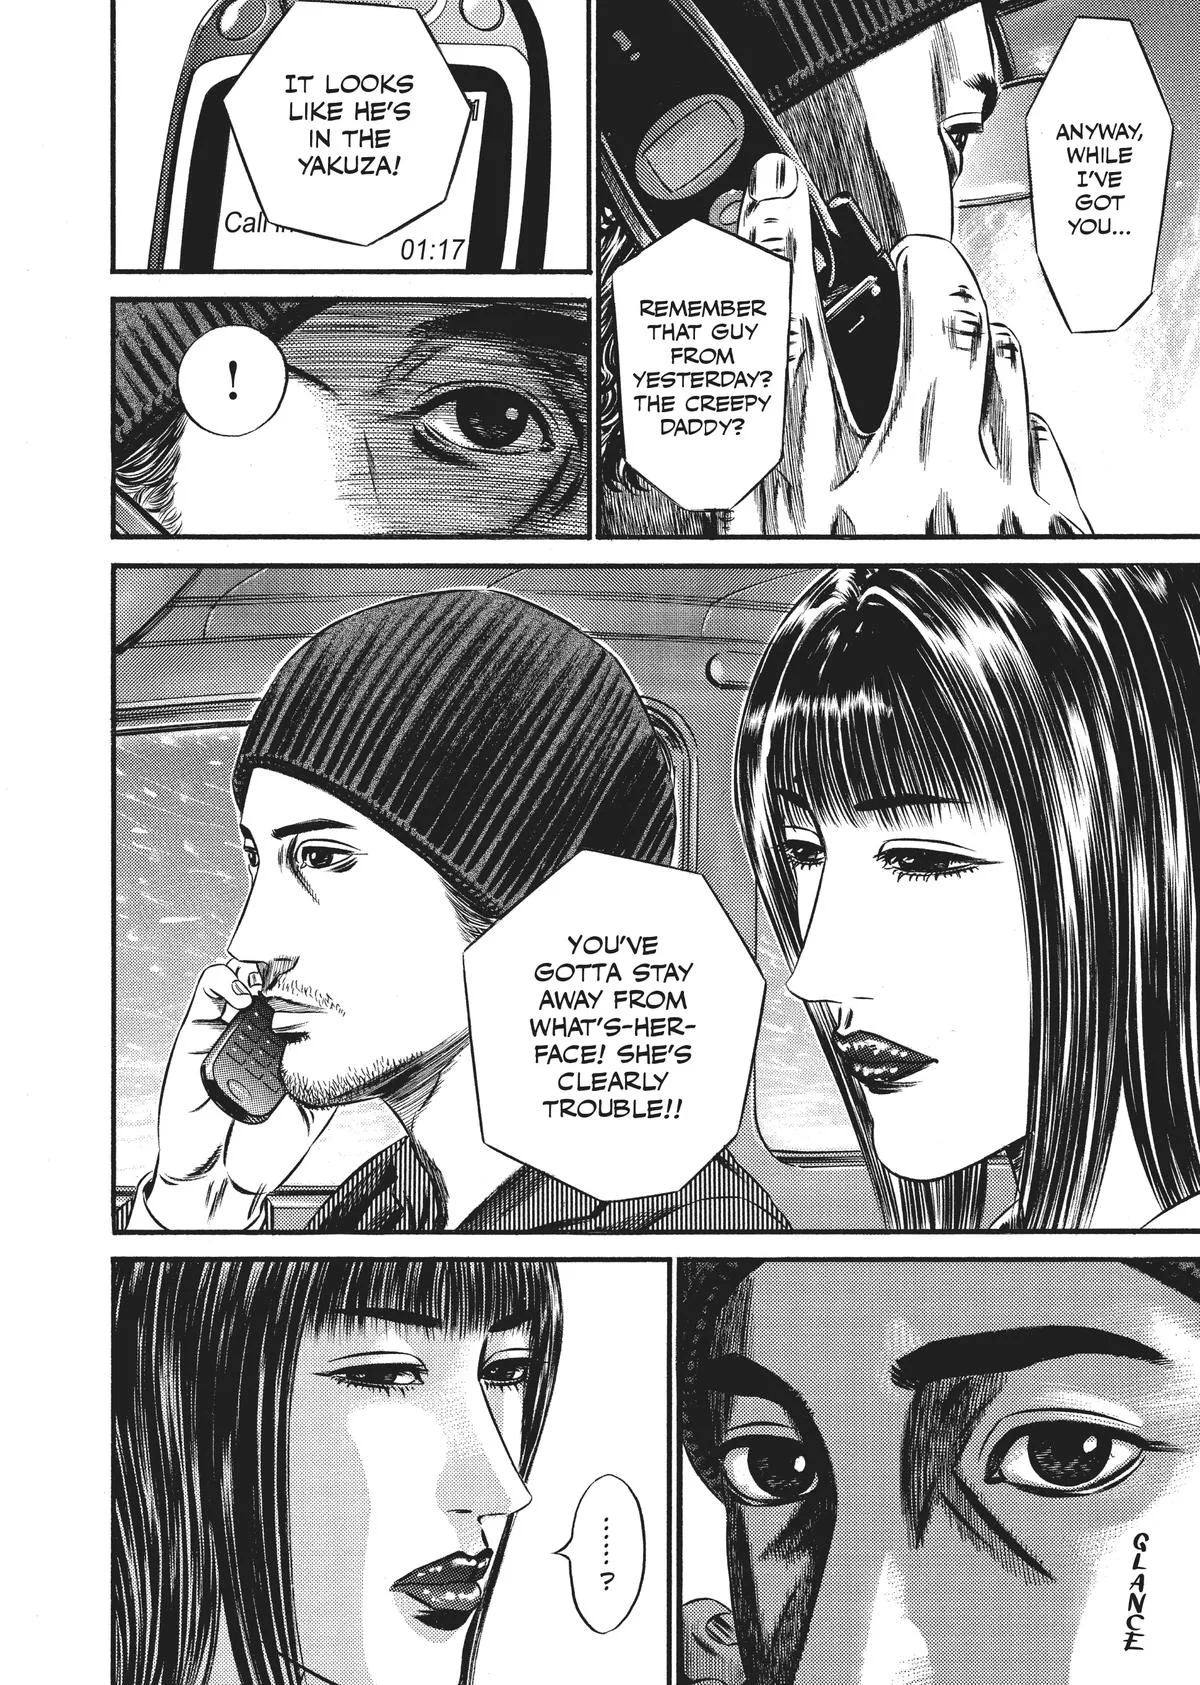 ANYWAY,
WHILE
I'VE
GOT
YOU...
REMEMBER
THAT GUY
FROM
YESTERDAY?
THE CREEPY
DADDY?
IT LOOKS
LIKE HE'S
IN THE
YAKUZA!
Call
01:17
!
YOU'VE
GOTTA STAY
AWAY FROM
WHAT'S-HER-
FACE! SHE'S
CLEARLY
TROUBLE!!
GLANCE
.......?